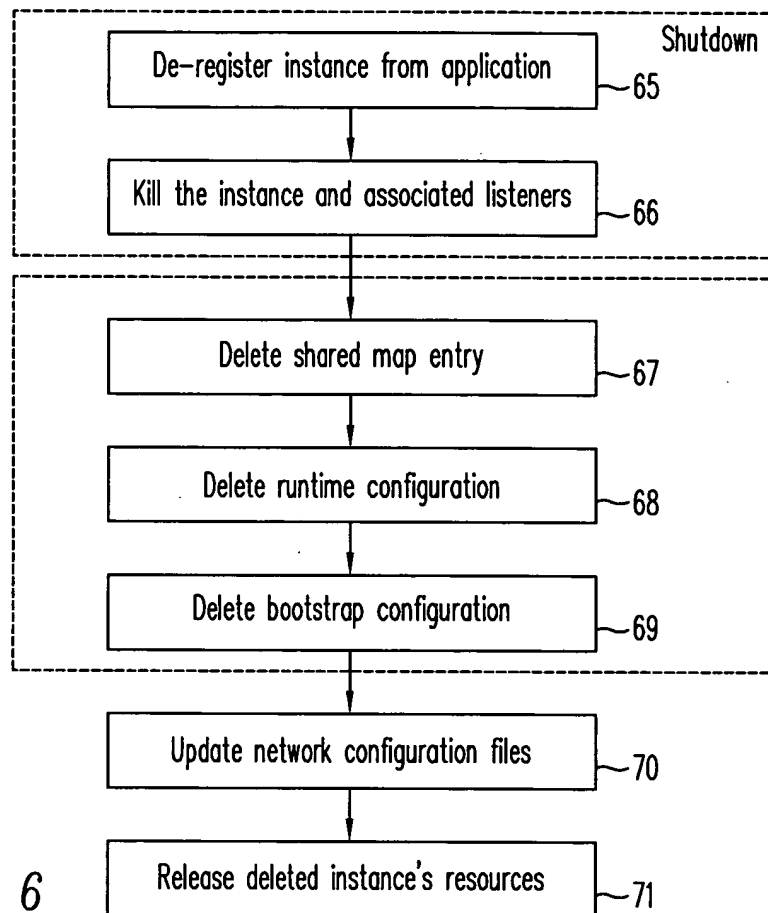 Shutdown
De-register instance from application
65
Kill the instance and associated listeners
66
Delete shared map entry
67
Delete runtime configuration
68
Delete bootstrap configuration
69
Update network configuration files
70
Release deleted instance's resources
71
6